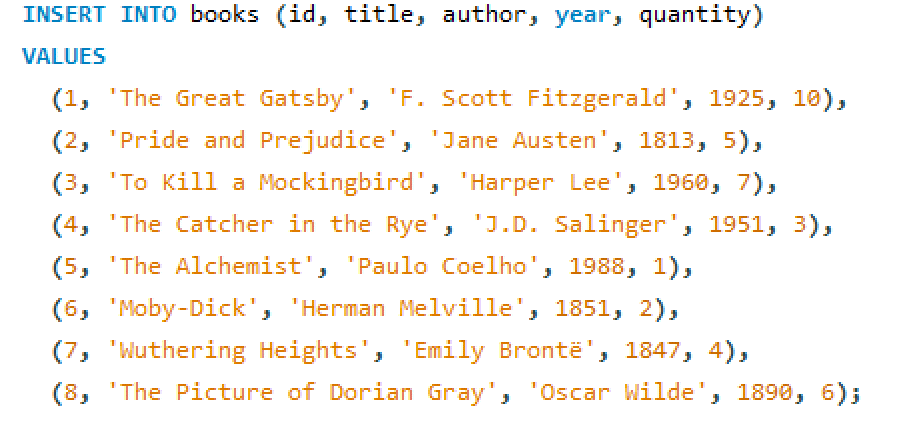 INSERT INTO books (id, title, author, year, quantity)
VALUES
(1, 'The Great Gatsby', 'F. Scott Fitzgerald', 1925, 10),
(2, 'Pride and Prejudice', 'Jane Austen', 1813, 5),
(3, 'To Kill a Mockingbird', 'Harper Lee', 1960, 7),
(4, 'The Catcher in the Rye', 'J.D. Salinger', 1951, 3),
(5, 'The Alchemist', 'Paulo Coelho', 1988, 1),
(6, 'Moby-Dick', 'Herman Melville', 1851, 2),
(7, 'Wuthering Heights', 'Emily Brontë', 1847, 4),
(8, 'The Picture of Dorian Gray', 'Oscar Wilde', 1890, 6);